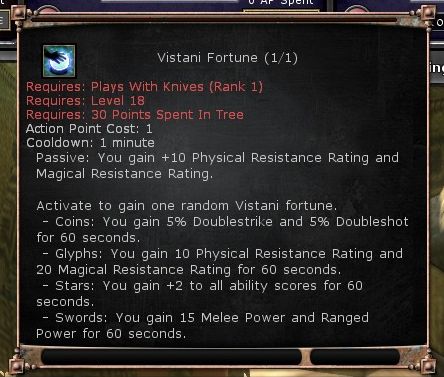 0 AP Spent
Vistani Fortune (1/1)
Requires: Plays With Knives (Rank 1)
Requires: Level 18
Requires: 30 Points Spent In Tree
Action Point Cost: 1
Cooldown: 1 minute
Passive: You gain +10 Physical Resistance Rating and
Magical Resistance Rating.
Activate to gain one random Vistani fortune.
- Coins: You gain 5% Doublestrike and 5% Doubleshot
for 60 seconds.
- Glyphs: You gain 10 Physical Resistance Rating and
20 Magical Resistance Rating for 60 seconds.
- Stars: You gain +2 to all ability scores for 60
seconds.
- Swords: You gain 15 Melee Power and Ranged
Power for 60 seconds.